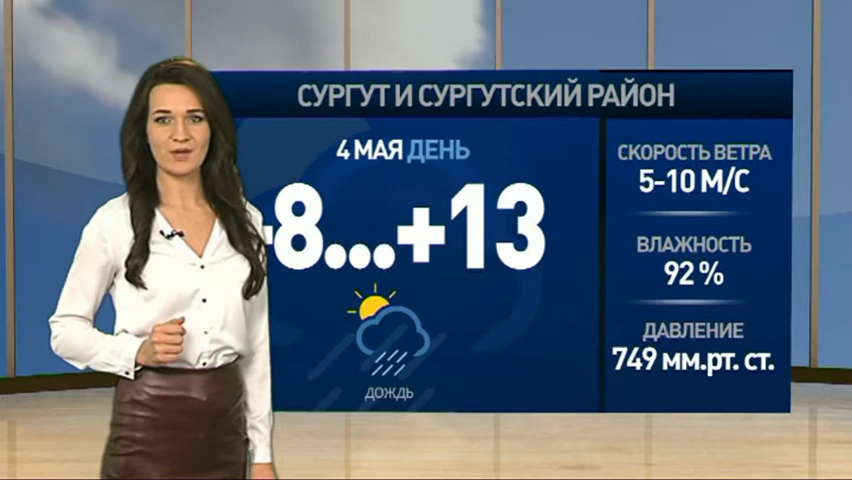 СУРГУТ И СУРГУТСКИЙ РАЙОН
4 МАЯ ДЕНЬ
+8...+13
ДОЖДЬ
СКОРОСТЬ ВЕТРА
5-10 М/С
ВЛАЖНОСТЬ
92 %
ДАВЛЕНИЕ
749 мм.рт. ст.